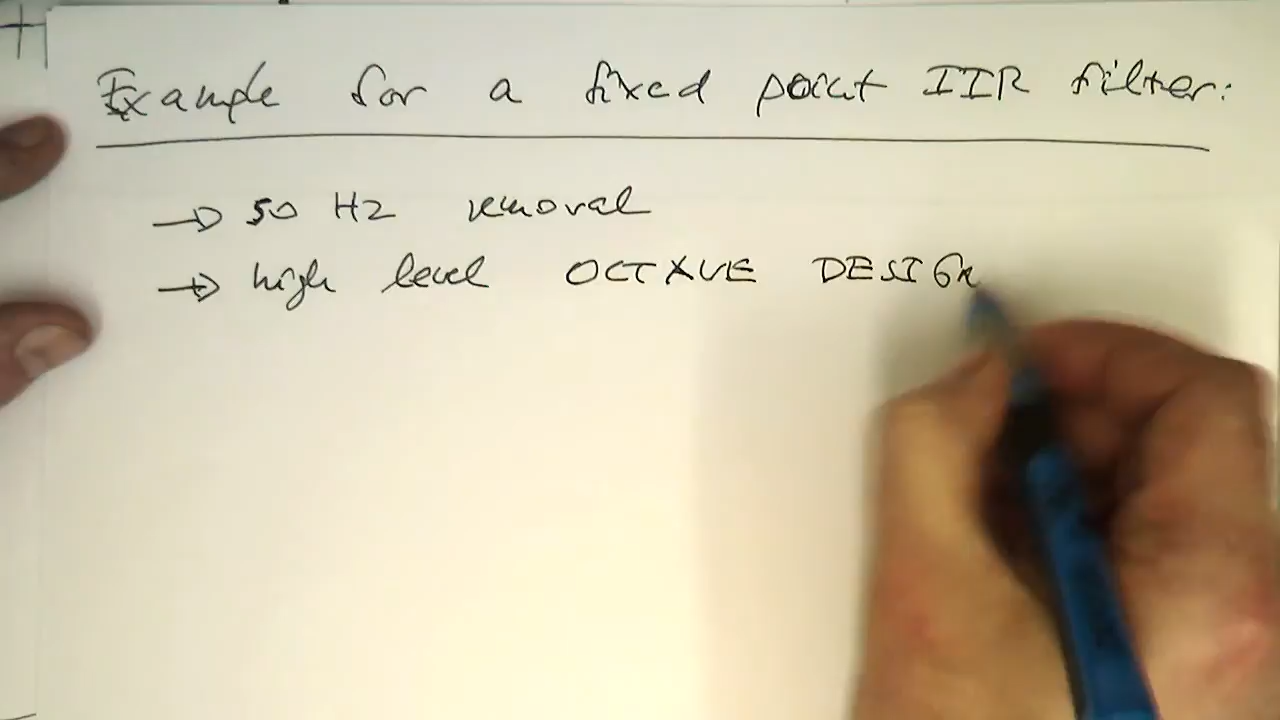 Example for a fixed point IIR filter:
→ 50 Hz removal
→ high level OCTAVE DESIGN